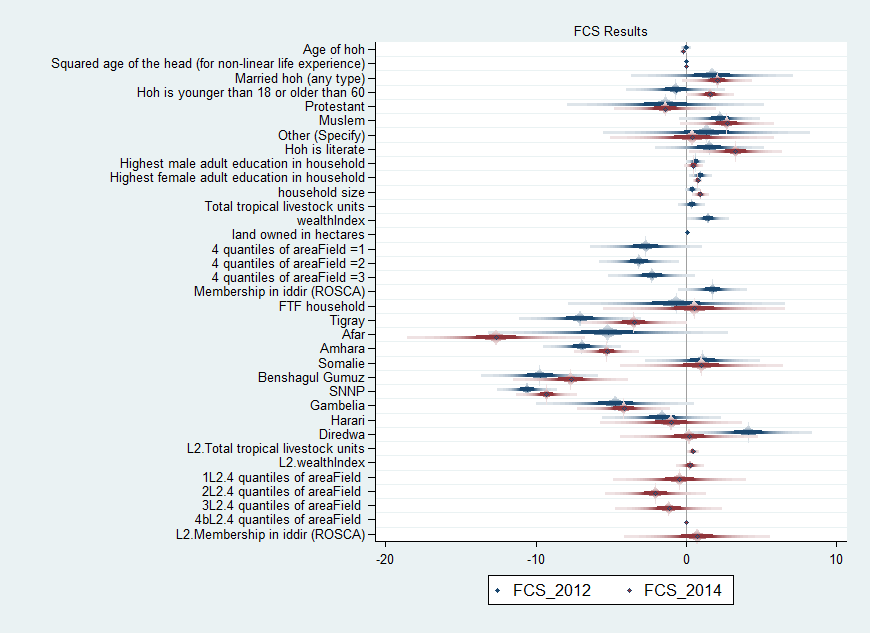 FCS Results
Age of hoh
Squared age of the head (for non-linear life experience)
Married hoh (any type)
Hoh is younger than 18 or older than 60
Protestant
Muslem
Other (Specify)
Hoh is literate
Highest male adult education in household
Highest female adult education in household
household size
Total tropical livestock units
wealthIndex
land owned in hectares
4 quantiles of areaField =1
4 quantiles of areaField =2
4 quantiles of areaField =3
Membership in iddir (ROSCA)
FTF household
Tigray
Afar
Amhara
Somalie
Benshagul Gumuz
SNNP
Gambelia
Harari
Diredwa
L2.Total tropical livestock units
L2.wealthIndex
1L2.4 quantiles of areaField
2L2.4 quantiles of areaField
3L2.4 quantiles of areaField
4bL2.4 quantiles of areaField
L2.Membership in iddir (ROSCA)
-20 -10 0 10
FCS_2012 FCS_2014